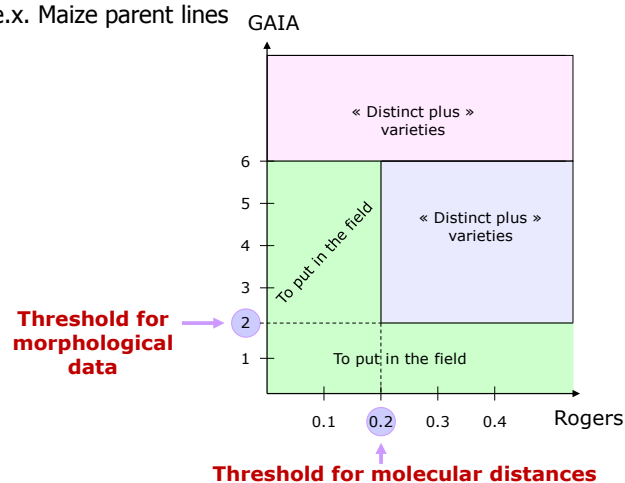 e.x. Maize parent lines
GAIA
« Distinct plus »
varieties
6
5
4
3
2
1
To put in the field
« Distinct plus »
varieties
Threshold for
morphological
data
To put in the field
0.1
0.2
0.3
0.4
Rogers
Threshold for molecular distances